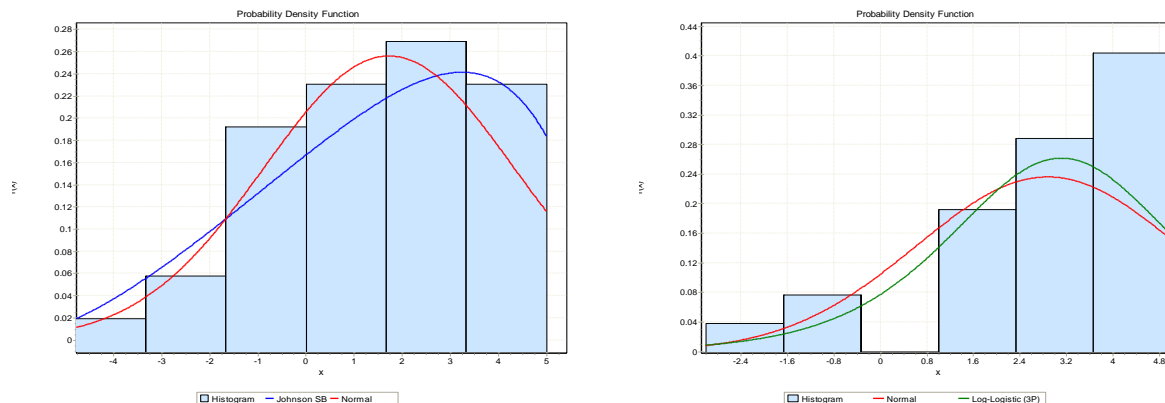 Probability Density Function
0.28
0.26
0.24
0.22
0.2
0.18
0.16
0.14
0.12
0.1
0.08
0.06
0.04
0.02
0
f(x)
-4 -3 -2 -1 0 1 2 3 4 5
x
Histogram Johnson SB Normal
Probability Density Function
0.44
0.4
0.36
0.32
0.28
0.24
0.2
0.16
0.12
0.08
0.04
0
f(x)
-2.4 -1.6 -0.8 0 0.8 1.6 2.4 3.2 4 4.8
x
Histogram Normal Log-Logistic (3P)